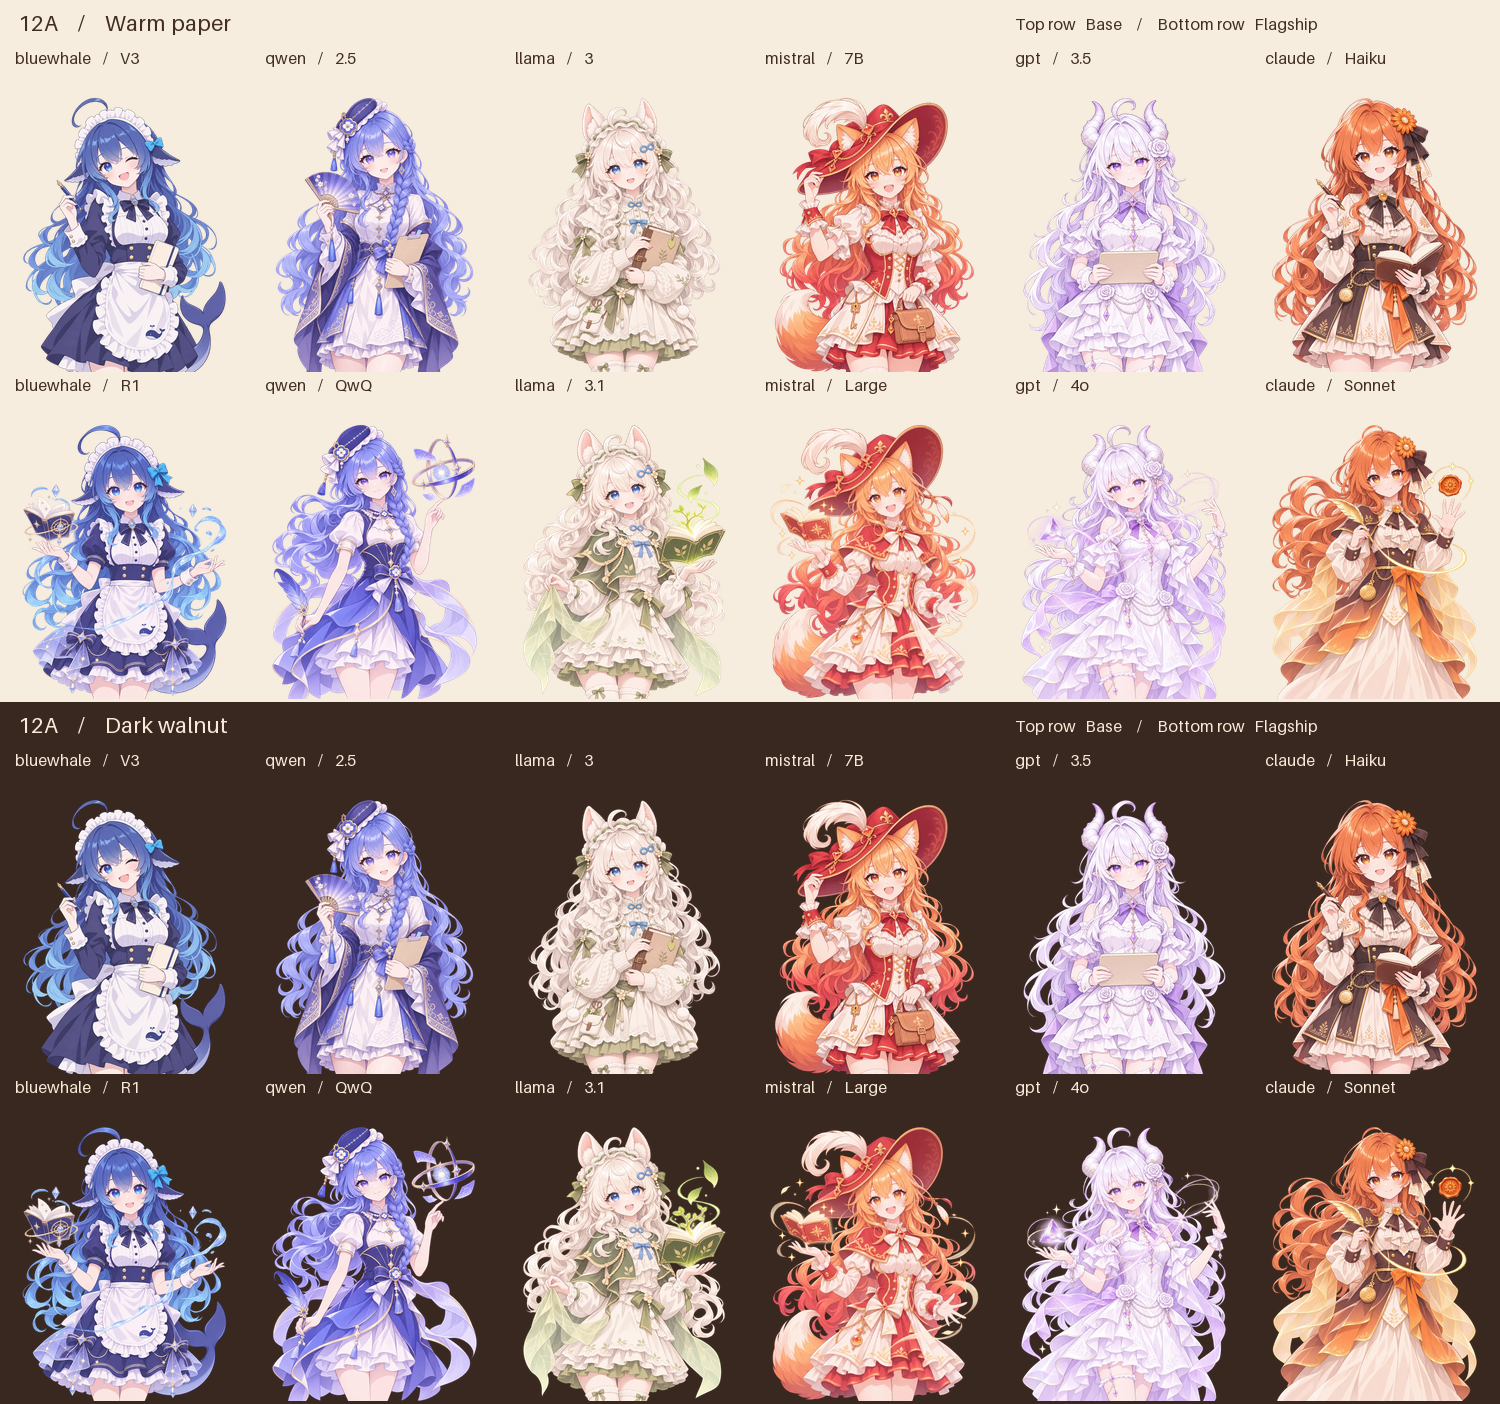 12A / Warm paper Top row Base / Bottom row Flagship
bluewhale / V3 qwen / 2.5 llama / 3 mistral / 7B gpt / 3.5 claude / Haiku
bluewhale / R1 qwen / QwQ llama / 3.1 mistral / Large gpt / 4o claude / Sonnet
12A / Dark walnut Top row Base / Bottom row Flagship
bluewhale / V3 qwen / 2.5 llama / 3 mistral / 7B gpt / 3.5 claude / Haiku
bluewhale / R1 qwen / QwQ llama / 3.1 mistral / Large gpt / 4o claude / Sonnet